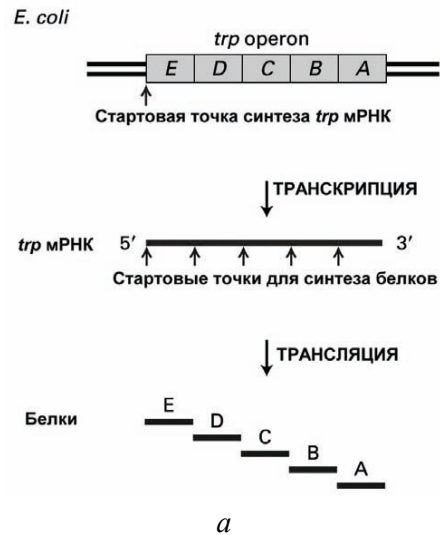 E. coli
trp operon
E D C B A
Стартовая точка синтеза trp мРНК
ТРАНСКРИПЦИЯ
trp мРНК 5′ 3′
Стартовые точки для синтеза белков
ТРАНСЛЯЦИЯ
Белки E D C B A
а